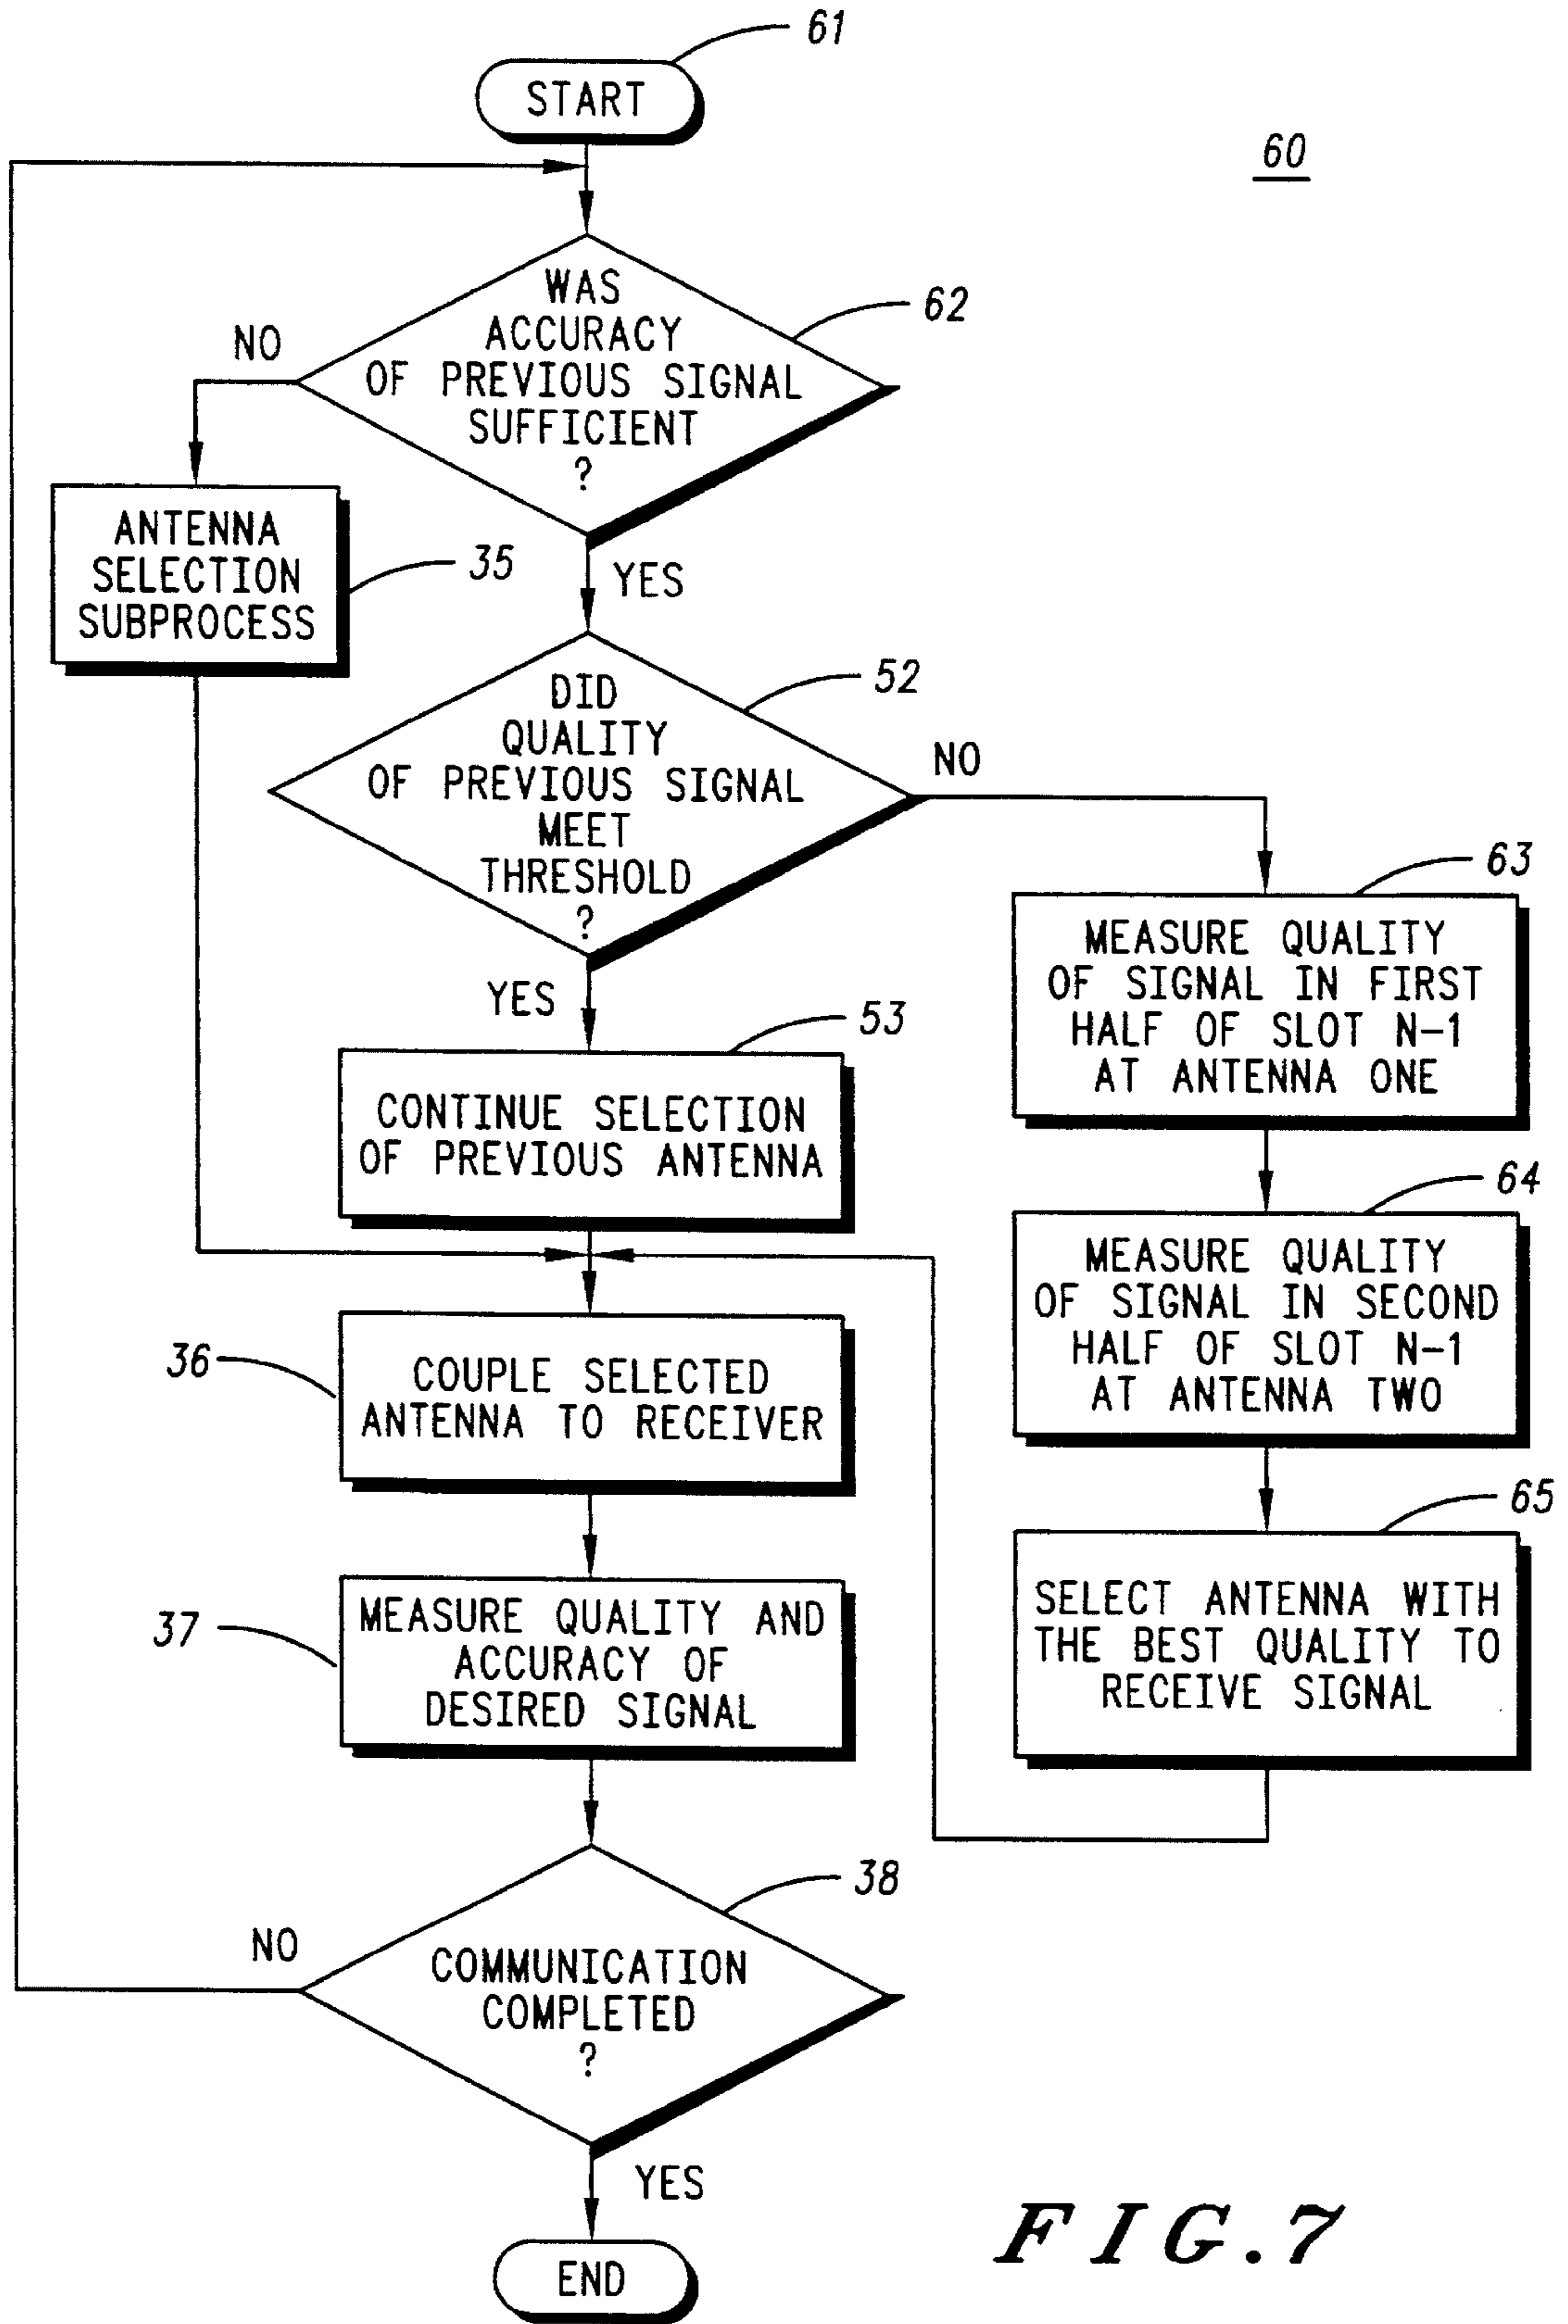 61
START
60
WAS
ACCURACY
OF PREVIOUS SIGNAL
SUFFICIENT
?
62
NO
ANTENNA
SELECTION
SUBPROCESS
35
YES
DID
QUALITY
OF PREVIOUS SIGNAL
MEET
THRESHOLD
?
52
NO
YES
53
CONTINUE SELECTION
OF PREVIOUS ANTENNA
63
MEASURE QUALITY
OF SIGNAL IN FIRST
HALF OF SLOT N-1
AT ANTENNA ONE
64
MEASURE QUALITY
OF SIGNAL IN SECOND
HALF OF SLOT N-1
AT ANTENNA TWO
65
SELECT ANTENNA WITH
THE BEST QUALITY TO
RECEIVE SIGNAL
36
COUPLE SELECTED
ANTENNA TO RECEIVER
37
MEASURE QUALITY AND
ACCURACY OF
DESIRED SIGNAL
38
NO
COMMUNICATION
COMPLETED
?
YES
END
FIG.7